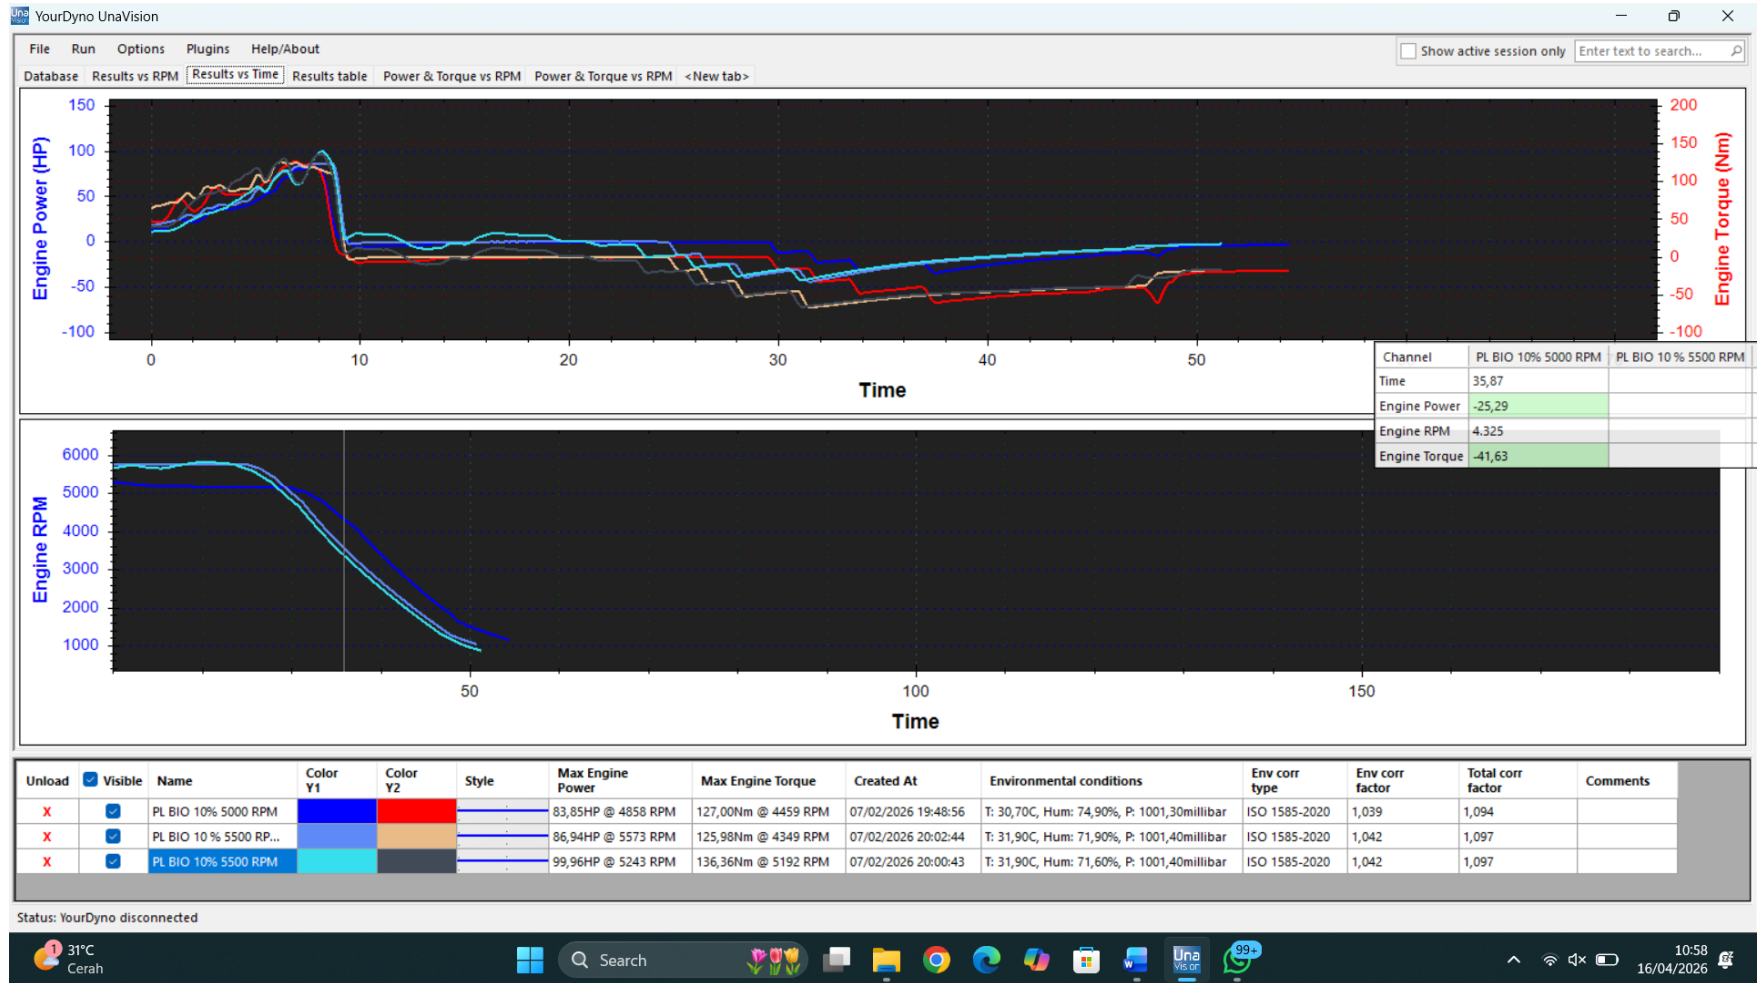 UnaVision YourDyno UnaVision
File Run Options Plugins Help/About
Show active session only Enter text to search...
Database Results vs RPM Results vs Time Results table Power & Torque vs RPM Power & Torque vs RPM <New tab>
Engine Power (HP)
150
100
50
0
-50
-100
Engine Torque (Nm)
200
150
100
50
0
-50
-100
0 10 20 30 40 50
Time
Channel PL BIO 10% 5000 RPM PL BIO 10 % 5500 RPM
Time 35,87
Engine Power -25,29
Engine RPM 4.325
Engine Torque -41,63
Engine RPM
6000
5000
4000
3000
2000
1000
50 100 150
Time
Unload Visible Name Color Y1 Color Y2 Style Max Engine Power Max Engine Torque Created At Environmental conditions Env corr type Env corr factor Total corr factor Comments
X PL BIO 10% 5000 RPM 83,85HP @ 4858 RPM 127,00Nm @ 4459 RPM 07/02/2026 19:48:56 T: 30,70C, Hum: 74,90%, P: 1001,30millibar ISO 1585-2020 1,039 1,094
X PL BIO 10 % 5500 RP... 86,94HP @ 5573 RPM 125,98Nm @ 4349 RPM 07/02/2026 20:02:44 T: 31,90C, Hum: 71,90%, P: 1001,40millibar ISO 1585-2020 1,042 1,097
X PL BIO 10% 5500 RPM 99,96HP @ 5243 RPM 136,36Nm @ 5192 RPM 07/02/2026 20:00:43 T: 31,90C, Hum: 71,60%, P: 1001,40millibar ISO 1585-2020 1,042 1,097
Status: YourDyno disconnected
1 31°C
Cerah
Search
Una Vision
99+
10:58
16/04/2026